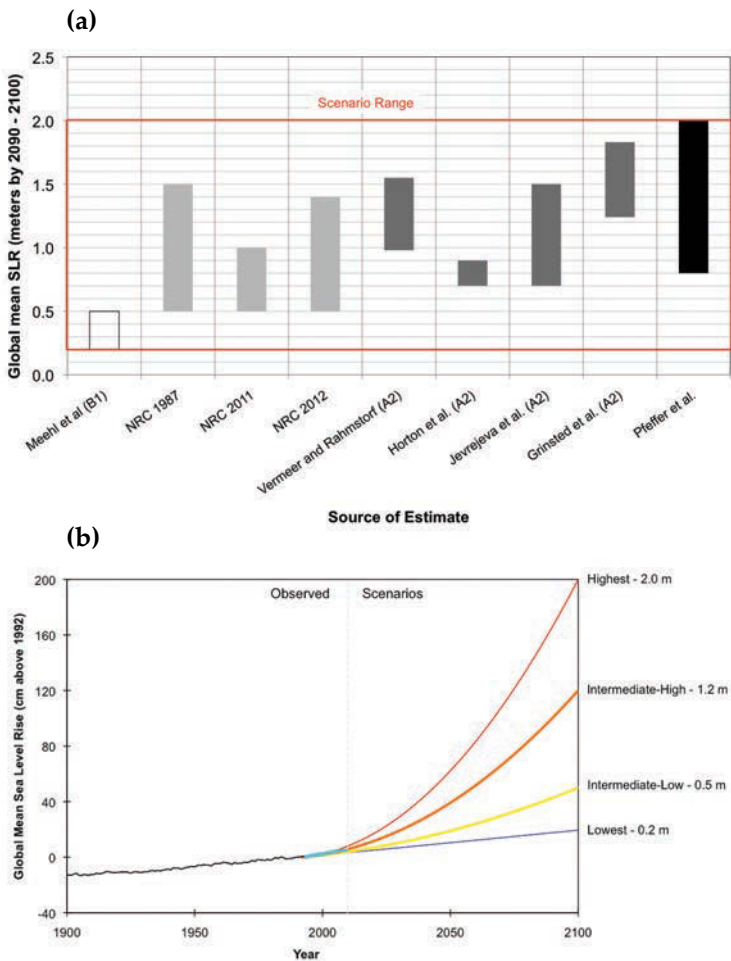 (a)
Global mean SLR (meters by 2090 - 2100)
2.5
2.0
1.5
1.0
0.5
0.0
Scenario Range
Meehl et al (B1)
NRC 1987
NRC 2011
NRC 2012
Vermeer and Rahmstorf (A2)
Horton et al. (A2)
Jevrejeva et al. (A2)
Grinsted et al. (A2)
Pfeffer et al.
Source of Estimate
(b)
Global Mean Sea Level Rise (cm above 1992)
200
160
120
80
40
0
-40
Observed
Scenarios
Highest - 2.0 m
Intermediate-High - 1.2 m
Intermediate-Low - 0.5 m
Lowest - 0.2 m
1900
1950
2000
2050
2100
Year